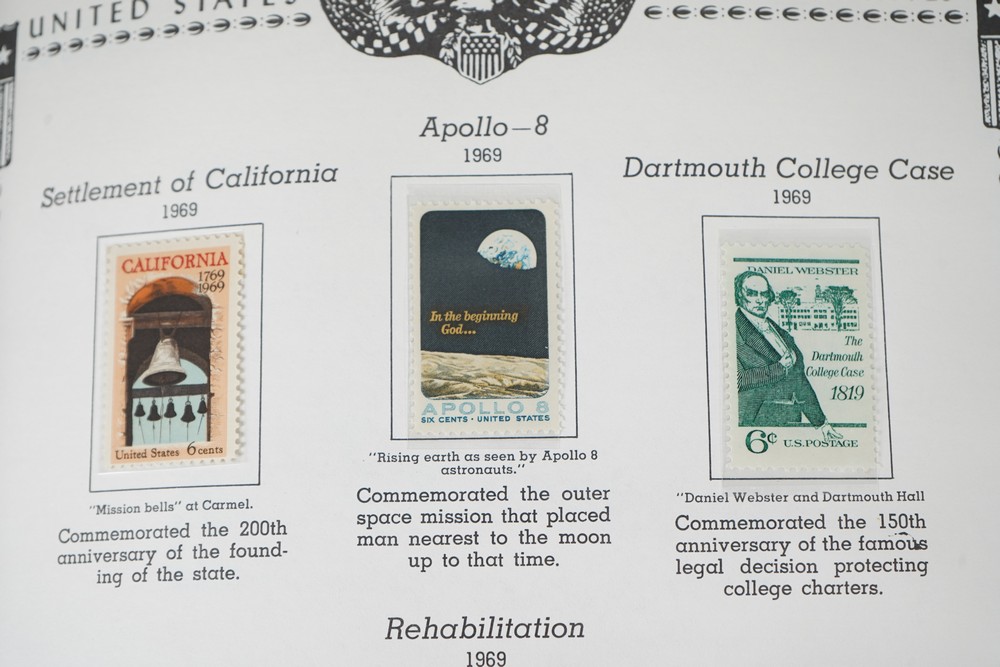 UNITED STATES
Apollo—8
1969
Settlement of California
1969
Dartmouth College Case
1969
CALIFORNIA
1769
1969
United States 6 cents
In the beginning
God...
APOLLO 8
SIX CENTS · UNITED STATES
DANIEL WEBSTER
The
Dartmouth
College Case
1819
6c U.S. POSTAGE
"Mission bells" at Carmel.
Commemorated the 200th
anniversary of the found-
ing of the state.
"Rising earth as seen by Apollo 8
astronauts."
Commemorated the outer
space mission that placed
man nearest to the moon
up to that time.
"Daniel Webster and Dartmouth Hall
Commemorated the 150th
anniversary of the famous
legal decision protecting
college charters.
Rehabilitation
1969